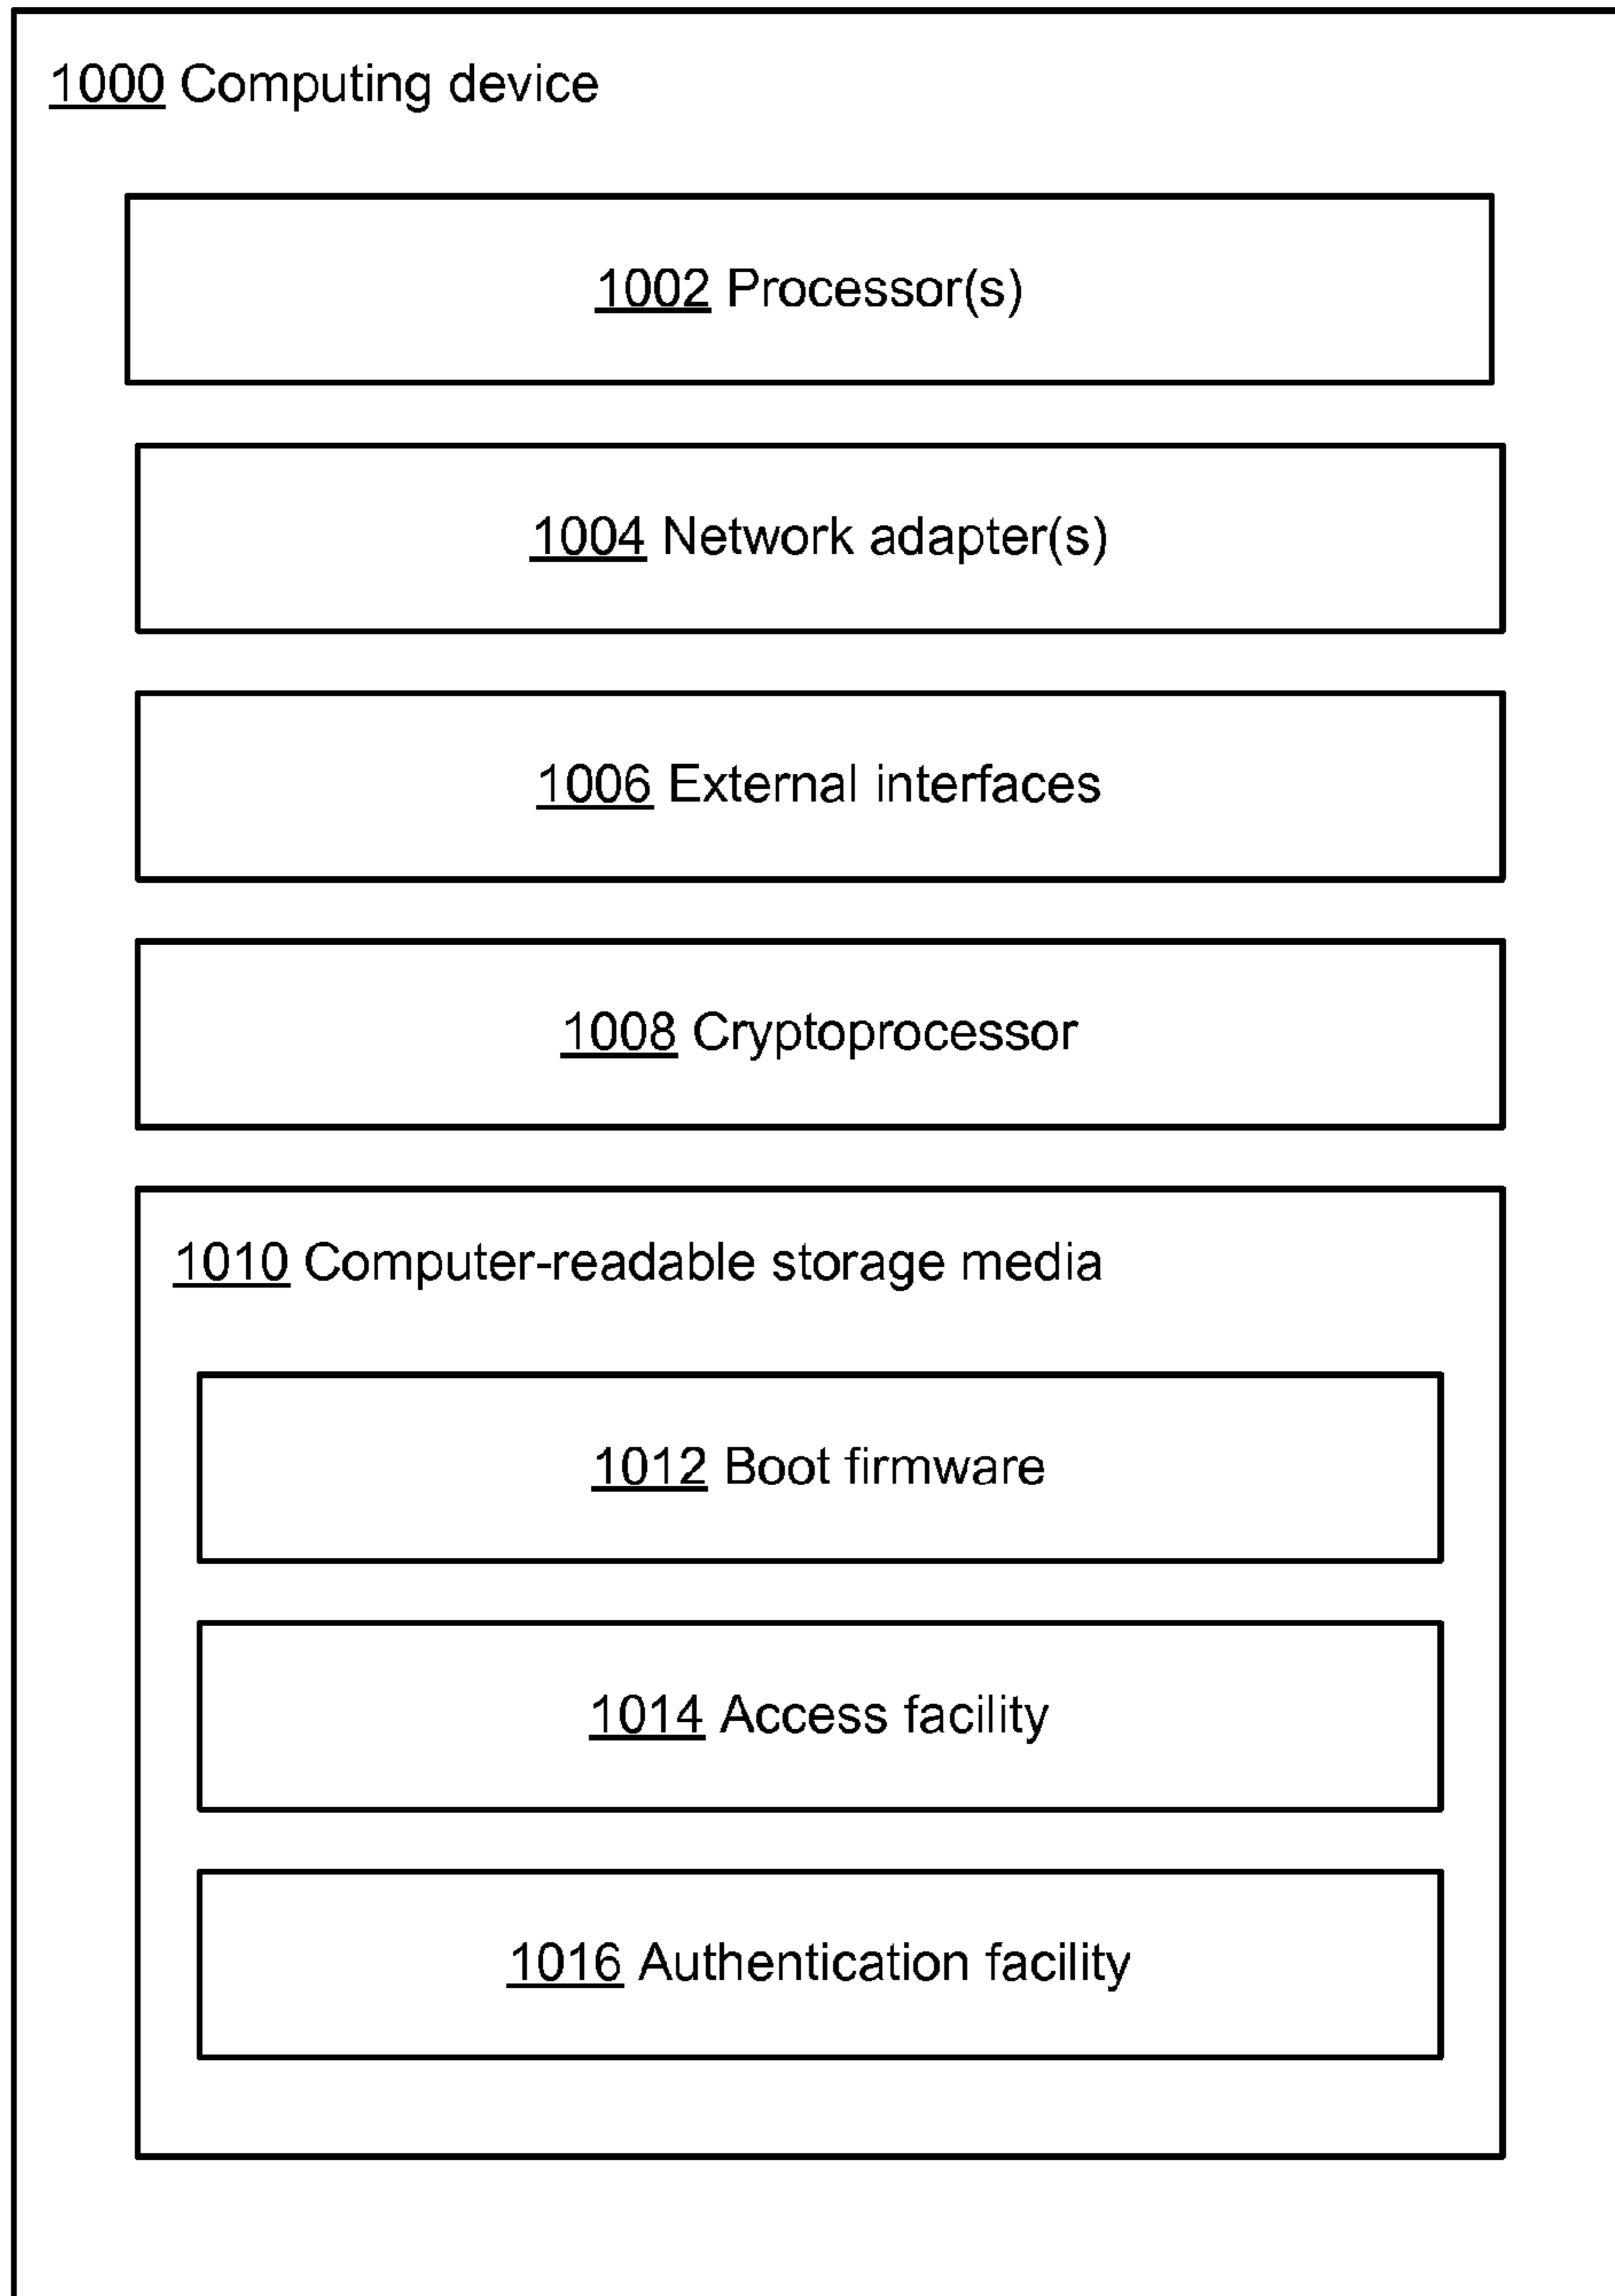 1000 Computing device
1002 Processor(s)
1004 Network adapter(s)
1006 External interfaces
1008 Cryptoprocessor
1010 Computer-readable storage media
1012 Boot firmware
1014 Access facility
1016 Authentication facility